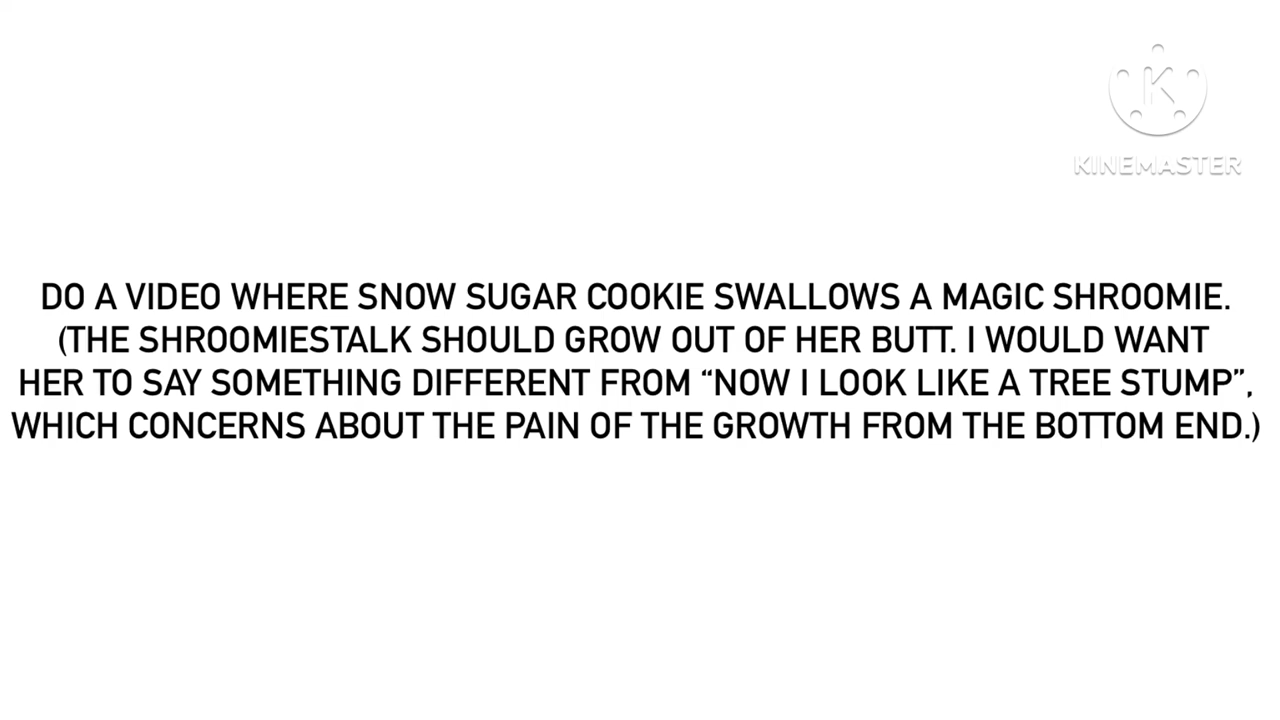 K
KINEMASTER
DO A VIDEO WHERE SNOW SUGAR COOKIE SWALLOWS A MAGIC SHROOMIE.
(THE SHROOMIESTALK SHOULD GROW OUT OF HER BUTT. I WOULD WANT
HER TO SAY SOMETHING DIFFERENT FROM “NOW I LOOK LIKE A TREE STUMP”,
WHICH CONCERNS ABOUT THE PAIN OF THE GROWTH FROM THE BOTTOM END.)